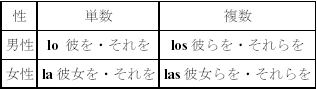 性 単数 複数
男性 lo 彼を・それを los 彼らを・それらを
女性 la 彼女を・それを las 彼女らを・それらを